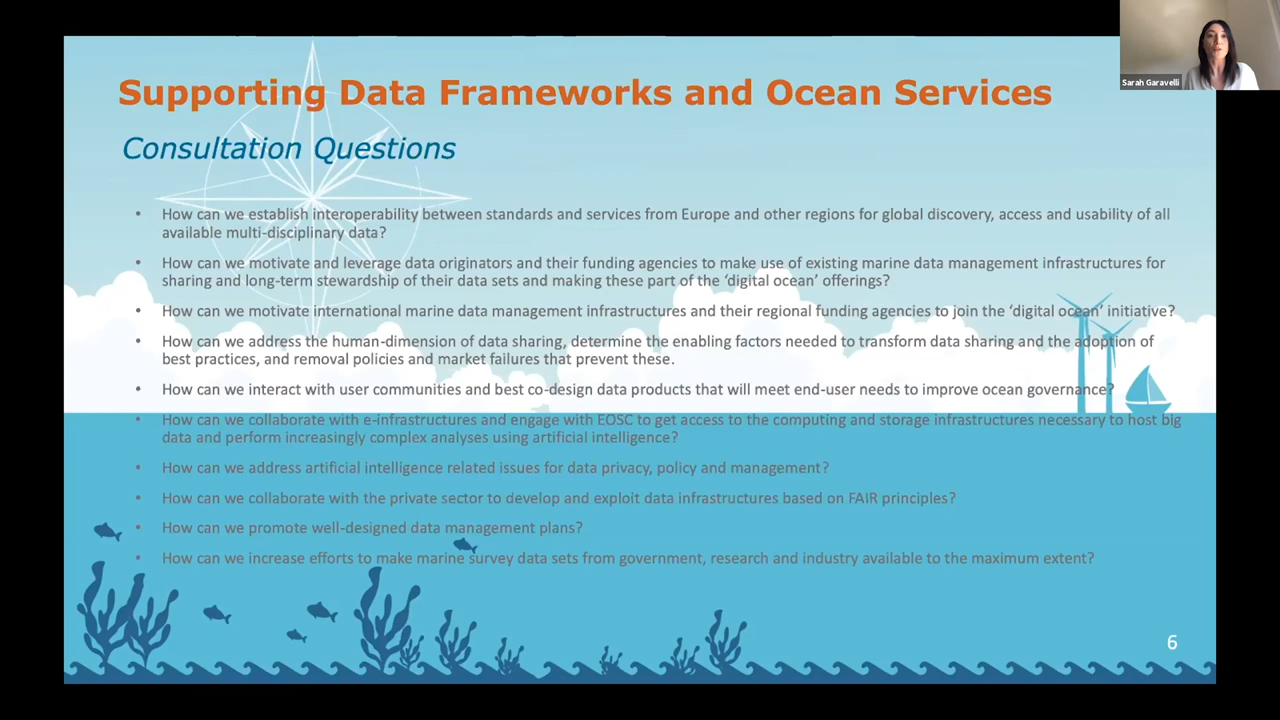 Sarah Garavelli
Supporting Data Frameworks and Ocean Services
Consultation Questions
• How can we establish interoperability between standards and services from Europe and other regions for global discovery, access and usability of all
available multi-disciplinary data?
• How can we motivate and leverage data originators and their funding agencies to make use of existing marine data management infrastructures for
sharing and long-term stewardship of their data sets and making these part of the ‘digital ocean’ offerings?
• How can we motivate international marine data management infrastructures and their regional funding agencies to join the ‘digital ocean’ initiative?
• How can we address the human-dimension of data sharing, determine the enabling factors needed to transform data sharing and the adoption of
best practices, and removal policies and market failures that prevent these.
• How can we interact with user communities and best co-design data products that will meet end-user needs to improve ocean governance?
• How can we collaborate with e-infrastructures and engage with EOSC to get access to the computing and storage infrastructures necessary to host big
data and perform increasingly complex analyses using artificial intelligence?
• How can we address artificial intelligence related issues for data privacy, policy and management?
• How can we collaborate with the private sector to develop and exploit data infrastructures based on FAIR principles?
• How can we promote well-designed data management plans?
• How can we increase efforts to make marine survey data sets from government, research and industry available to the maximum extent?
6